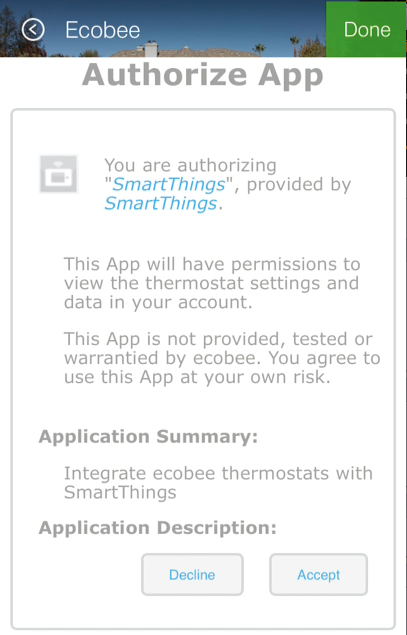 Ecobee
Done
Authorize App
You are authorizing
"SmartThings", provided by
SmartThings.
This App will have permissions to
view the thermostat settings and
data in your account.
This App is not provided, tested or
warrantied by ecobee. You agree to
use this App at your own risk.
Application Summary:
Integrate ecobee thermostats with
SmartThings
Application Description:
Decline
Accept